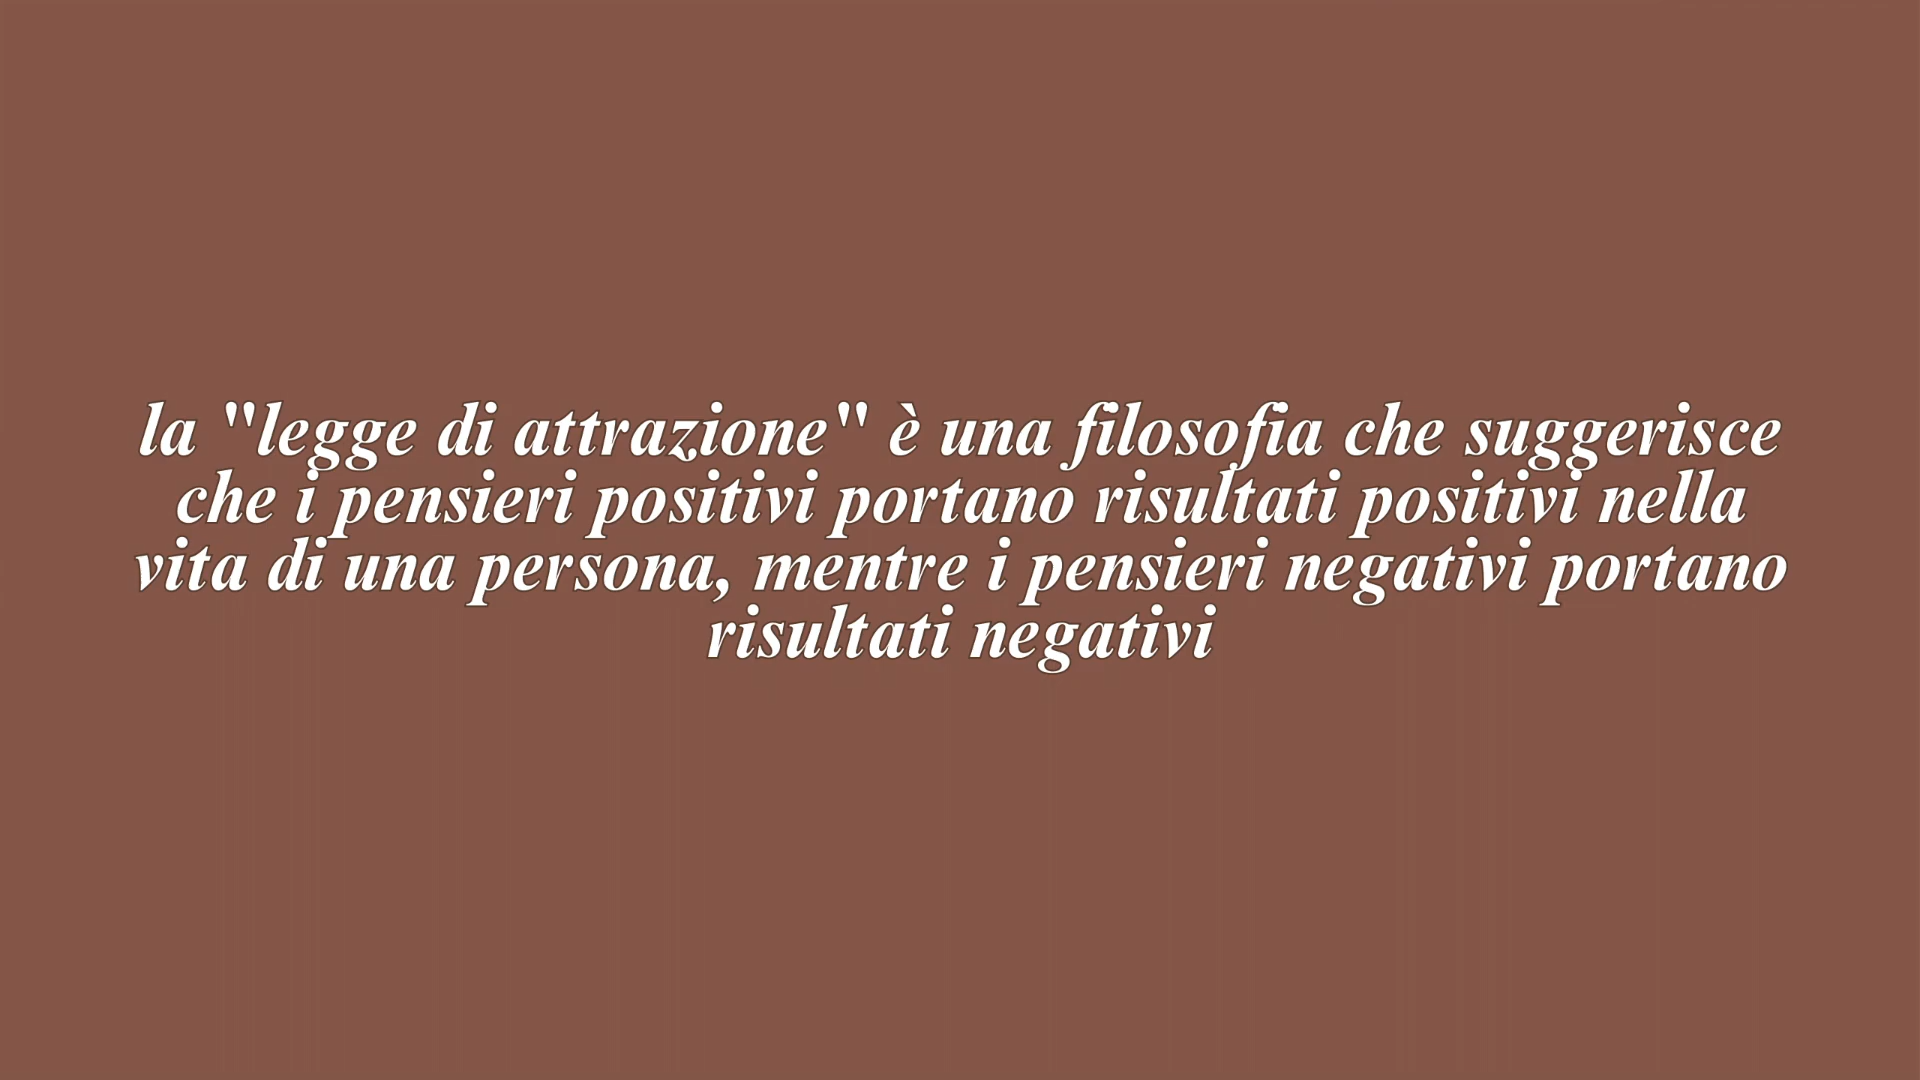 la "legge di attrazione" è una filosofia che suggerisce
che i pensieri positivi portano risultati positivi nella
vita di una persona, mentre i pensieri negativi portano
risultati negativi